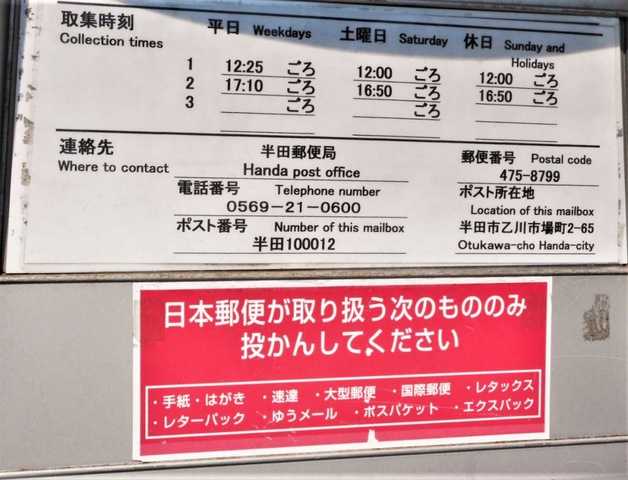 取集時刻 平日 Weekdays 土曜日 Saturday 休日 Sunday and
Collection times Holidays
1 12:25 ごろ 12:00 ごろ 12:00 ごろ
2 17:10 ごろ 16:50 ごろ 16:50 ごろ
3 ごろ ごろ
連絡先 半田郵便局 郵便番号 Postal code
Where to contact Handa post office 475-8799
電話番号 Telephone number ポスト所在地
0569-21-0600 Location of this mailbox
ポスト番号 Number of this mailbox 半田市乙川市場町2-65
半田100012 Otukawa-cho Handa-city
日本郵便が取り扱う次のもののみ
投かんしてください
・手紙・はがき ・速達 ・大型郵便 ・国際郵便 ・レタックス
・レターパック ・ゆうメール ・ポスパケット ・エクスパック